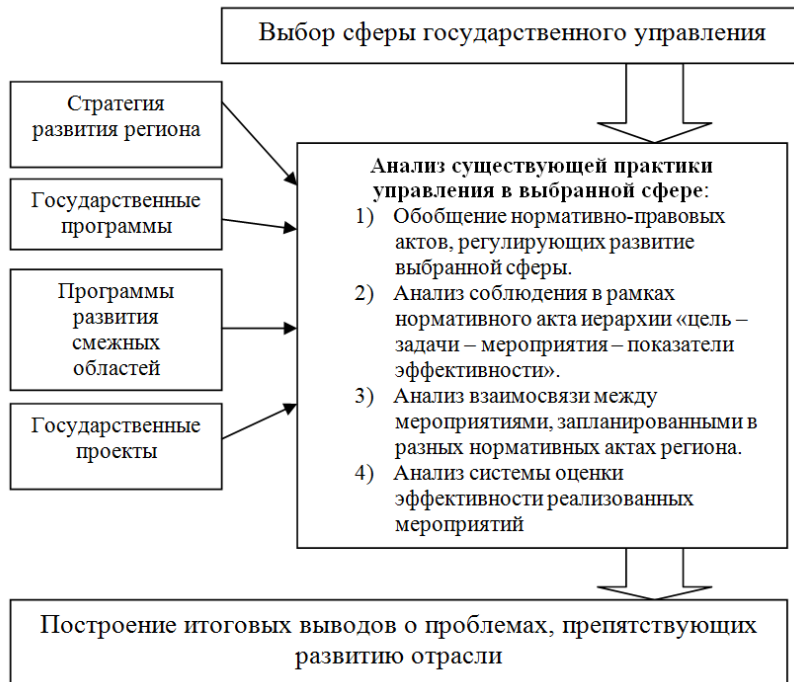 Выбор сферы государственного управления
Стратегия
развития региона
Государственные
программы
Программы
развития
смежных
областей
Государственные
проекты
Анализ существующей практики
управления в выбранной сфере:
1) Обобщение нормативно-правовых
актов, регулирующих развитие
выбранной сферы.
2) Анализ соблюдения в рамках
нормативного акта иерархии «цель –
задачи – мероприятия – показатели
эффективности».
3) Анализ взаимосвязи между
мероприятиями, запланированными в
разных нормативных актах региона.
4) Анализ системы оценки
эффективности реализованных
мероприятий
Построение итоговых выводов о проблемах, препятствующих
развитию отрасли